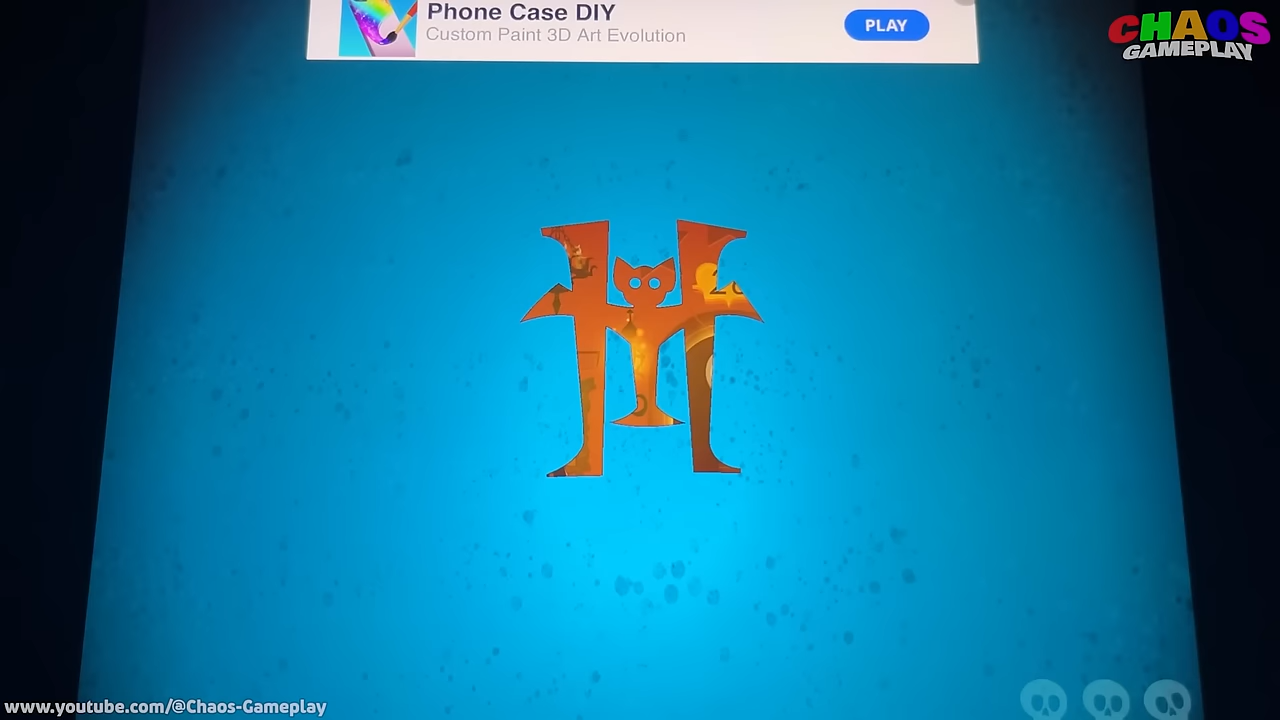 Phone Case DIY
Custom Paint 3D Art Evolution
PLAY
CHAOS
GAMEPLAY
www.youtube.com/@Chaos-Gameplay